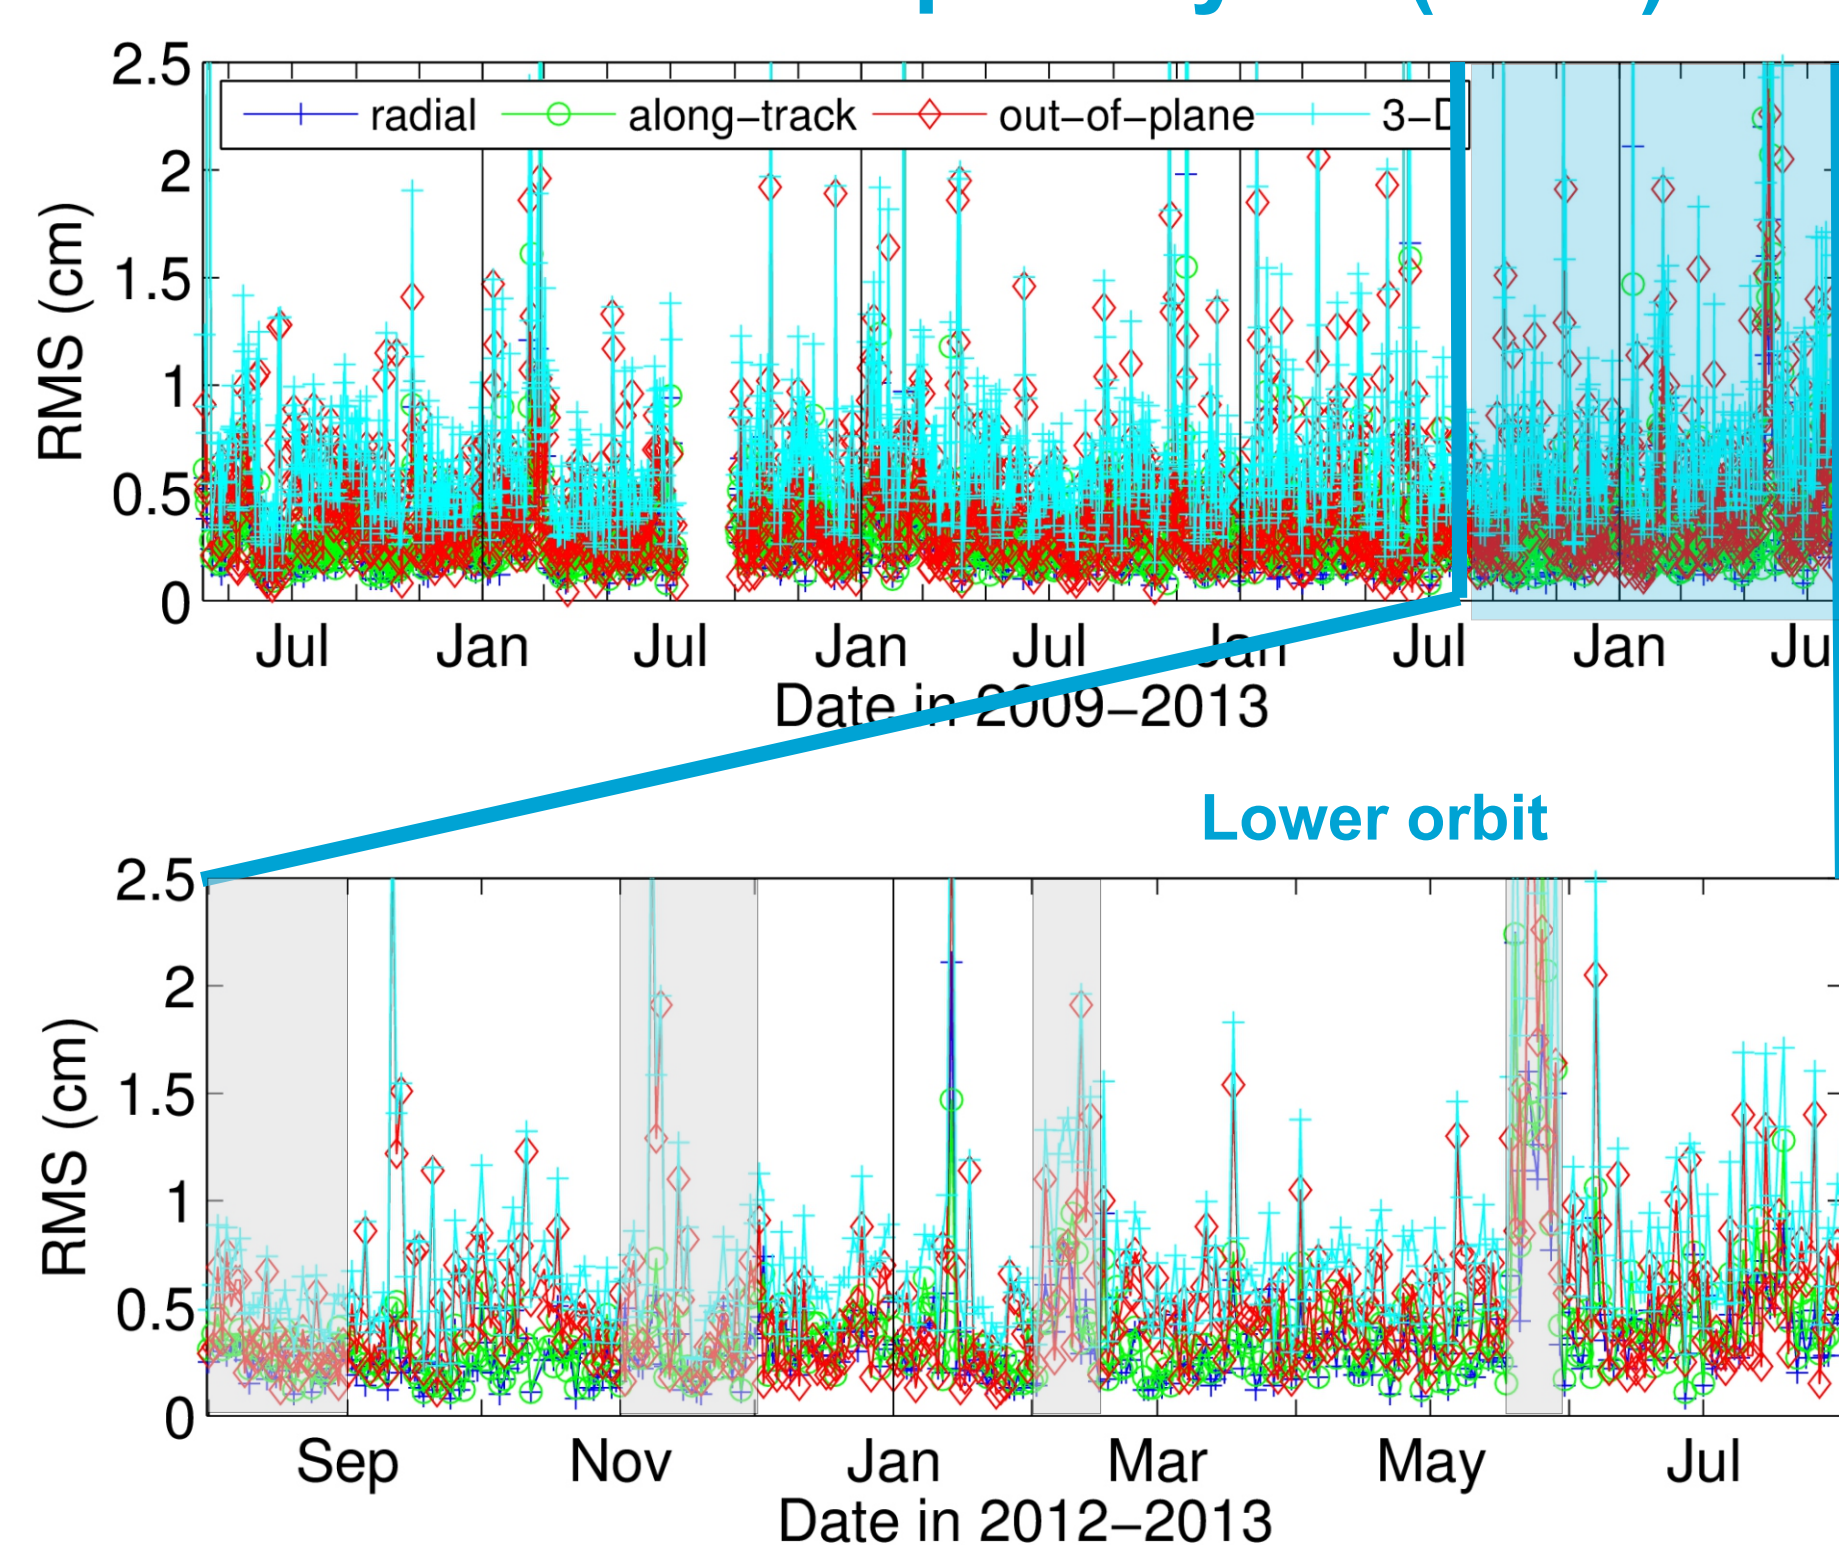 2.5
radial along−track out−of−plane 3−D
2
1.5
1
0.5
0
RMS (cm)
Jul Jan Jul Jan Jul Jan Jul Jan
Date in 2009−2013
Lower orbit
2.5
2
1.5
1
0.5
0
RMS (cm)
Sep Nov Jan Mar May Jul
Date in 2012−2013